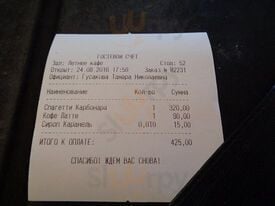 ГОСТЕВОЙ СЧЕТ
Зал: Летнее кафе Стол: 52
Открыт: 24.08.2016 17:58 Заказ № 02231
Официант: Гусакова Тамара Николаевна
Наименование Кол-во Сумма
Спагетти Карбонара 1 320,00
Кофе Латте 1 90,00
Сироп Карамель 0,010 15,00
ИТОГО К ОПЛАТЕ: 425,00
СПАСИБО! ЖДЕМ ВАС СНОВА!